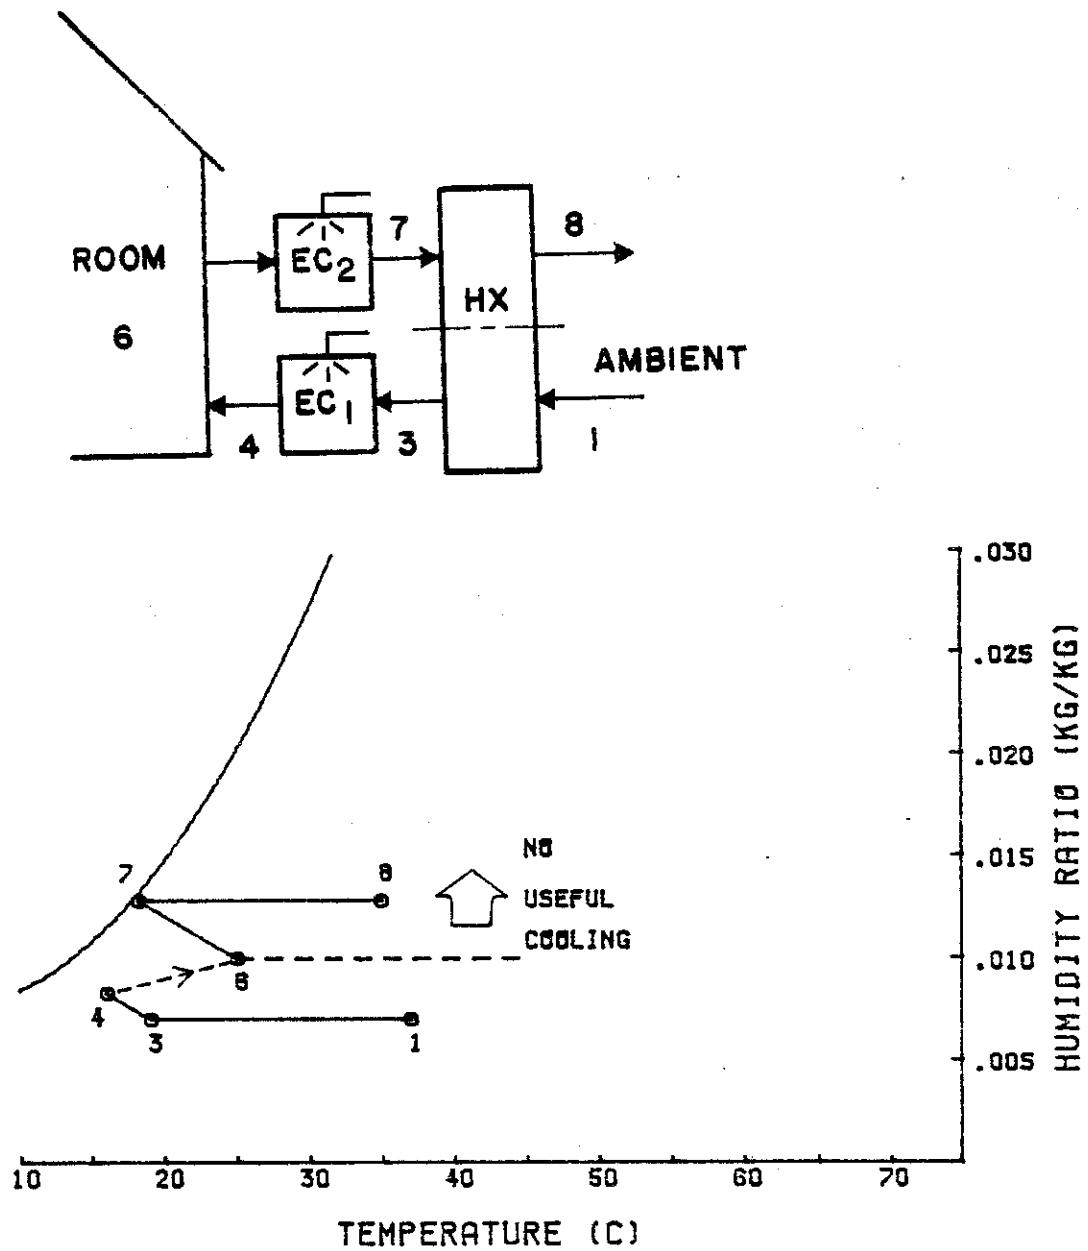 7
8
ROOM
EC2
HX
6
AMBIENT
EC1
4
3
1
.030
.025
.020
.015
.010
.005
HUMIDITY RATIO (KG/KG)
NO
USEFUL
COOLING
7
8
6
4
3
1
10 20 30 40 50 60 70
TEMPERATURE (C)